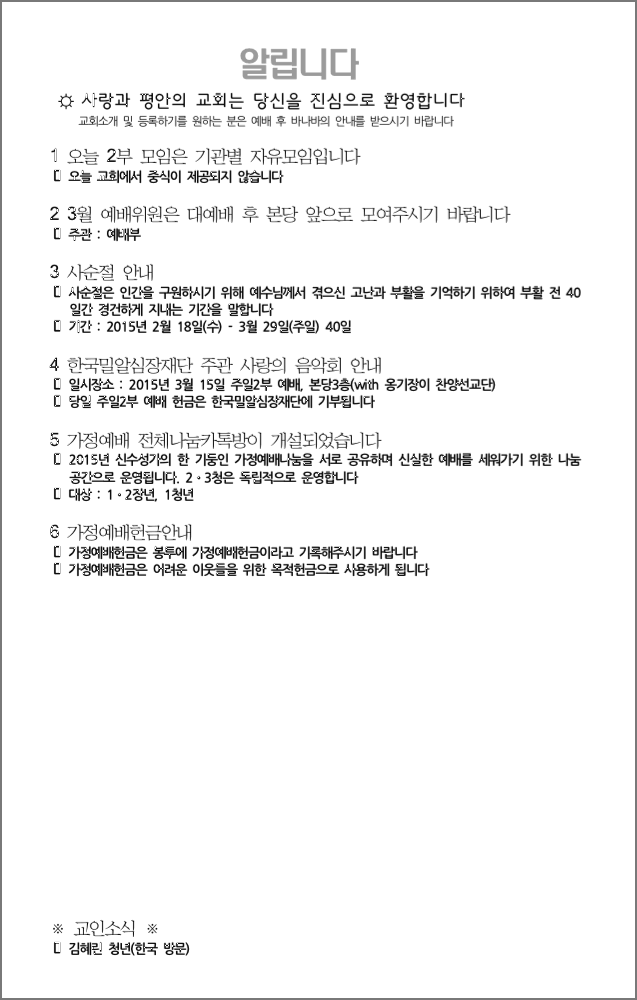 알립니다
☼ 사랑과 평안의 교회는 당신을 진심으로 환영합니다
교회소개 및 등록하기를 원하는 분은 예배 후 바나바의 안내를 받으시기 바랍니다
1 오늘 2부 모임은 기관별 자유모임입니다
오늘 교회에서 중식이 제공되지 않습니다
2 3월 예배위원은 대예배 후 본당 앞으로 모여주시기 바랍니다
주관 : 예배부
3 사순절 안내
사순절은 인간을 구원하시기 위해 예수님께서 겪으신 고난과 부활을 기억하기 위하여 부활 전 40
일간 경건하게 지내는 기간을 말합니다
기간 : 2015년 2월 18일(수) - 3월 29일(주일) 40일
4 한국밀알심장재단 주관 사랑의 음악회 안내
일시장소 : 2015년 3월 15일 주일2부 예배, 본당3층(with 옹기장이 찬양선교단)
당일 주일2부 예배 헌금은 한국밀알심장재단에 기부됩니다
5 가정예배 전체나눔카톡방이 개설되었습니다
2015년 신수성가의 한 기둥인 가정예배나눔을 서로 공유하며 신실한 예배를 세워가기 위한 나눔
공간으로 운영됩니다. 2◦3청은 독립적으로 운영합니다
대상 : 1◦2장년, 1청년
6 가정예배헌금안내
가정예배헌금은 봉투에 가정예배헌금이라고 기록해주시기 바랍니다
가정예배헌금은 어려운 이웃들을 위한 목적헌금으로 사용하게 됩니다
※ 교인소식 ※
김혜린 청년(한국 방문)